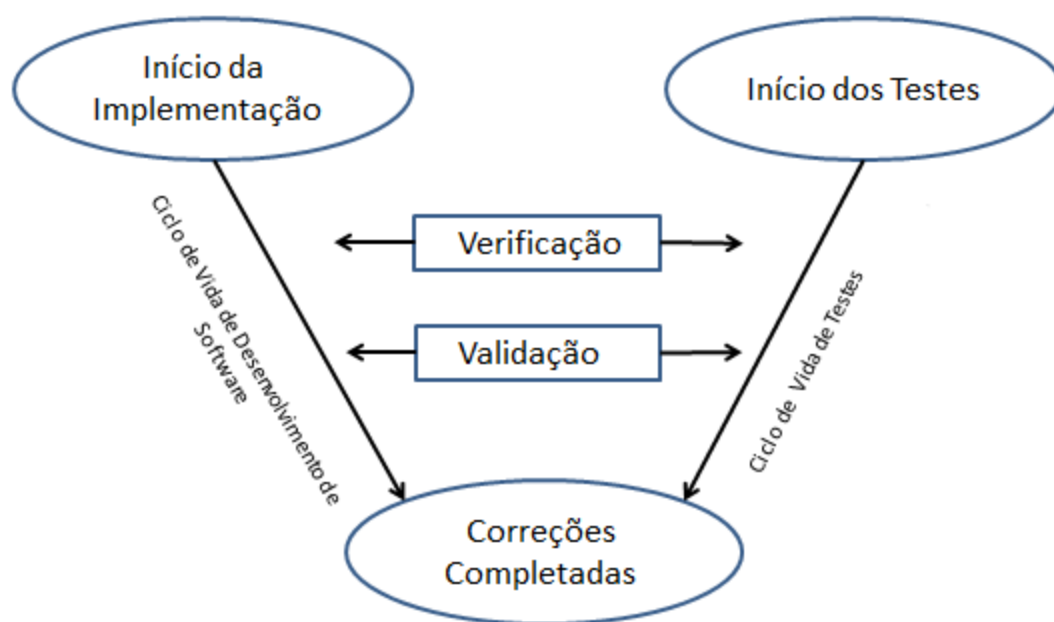 Início da
Implementação
Início dos Testes
Ciclo de Vida de Desenvolvimento de
Software
Verificação
Validação
Ciclo de Vida de Testes
Correções
Completadas